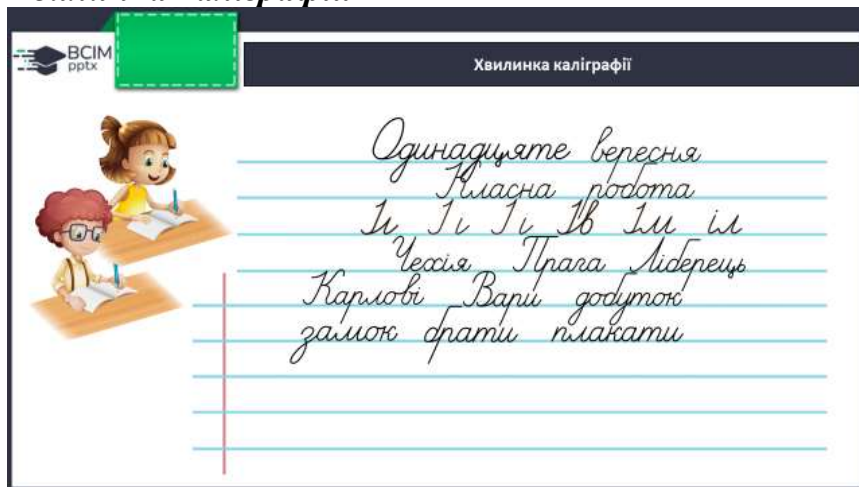 ВСІМ
pptx
Хвилинка каліграфії
Одинадцяте вересня
Класна робота
Іі Іі Іі Ів Ім іл
Чехія Прага Ліберець
Карлові Вари добуток
замок брати плакати